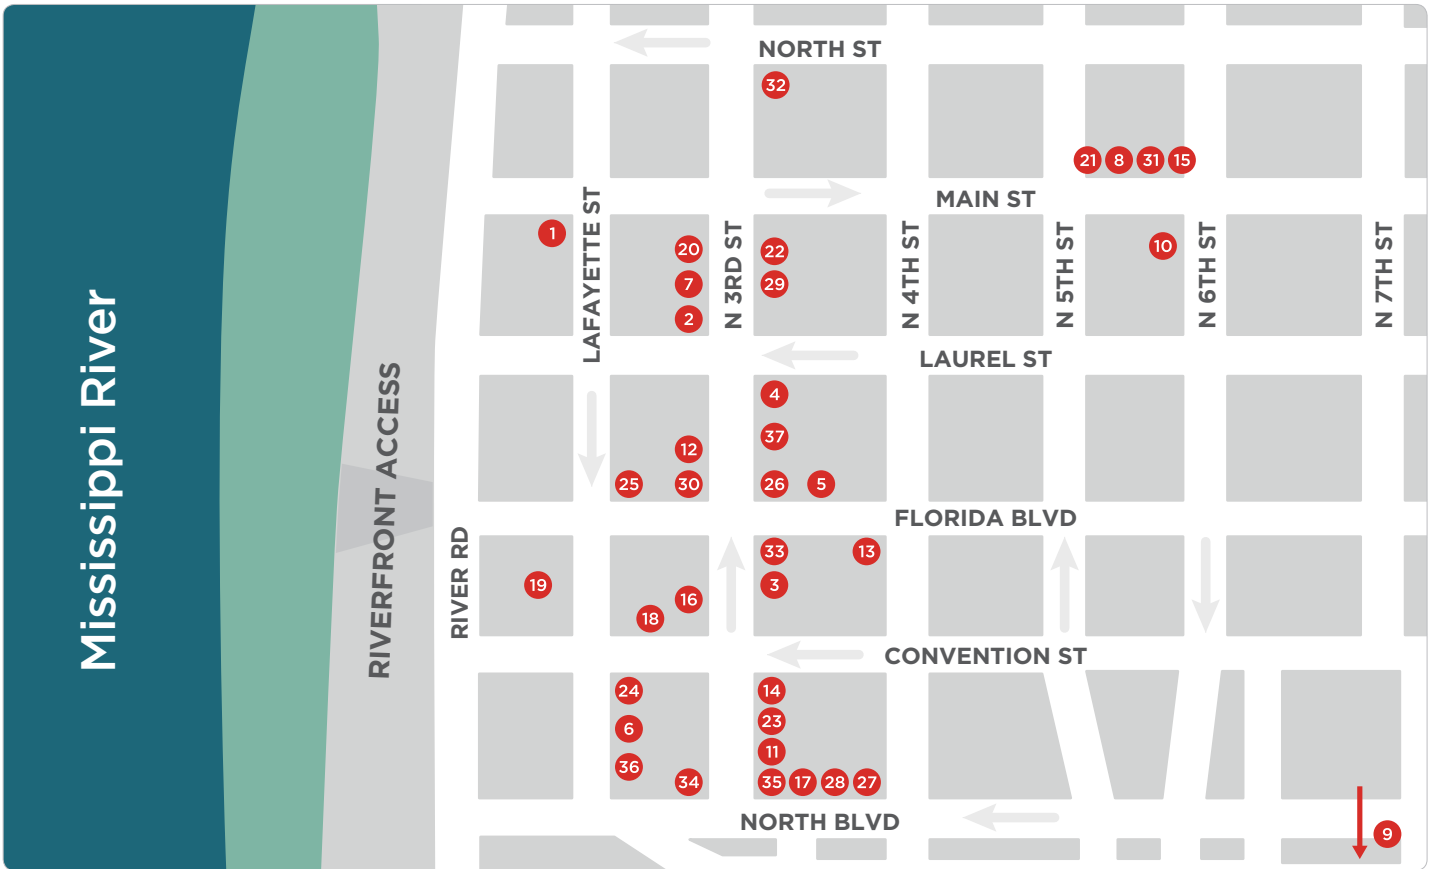 NORTH ST
32
21 8 31 15
MAIN ST
1
LAFAYETTE ST
20
7
2
N 3RD ST
22
29
N 4TH ST
N 5TH ST
10
N 6TH ST
N 7TH ST
Mississippi River
RIVERFRONT ACCESS
LAUREL ST
4
37
12
25 30
26 5
FLORIDA BLVD
RIVER RD
19
18
16
33 13
3
CONVENTION ST
24
6
36
34
14
23
11
35 17 28 27
NORTH BLVD
9